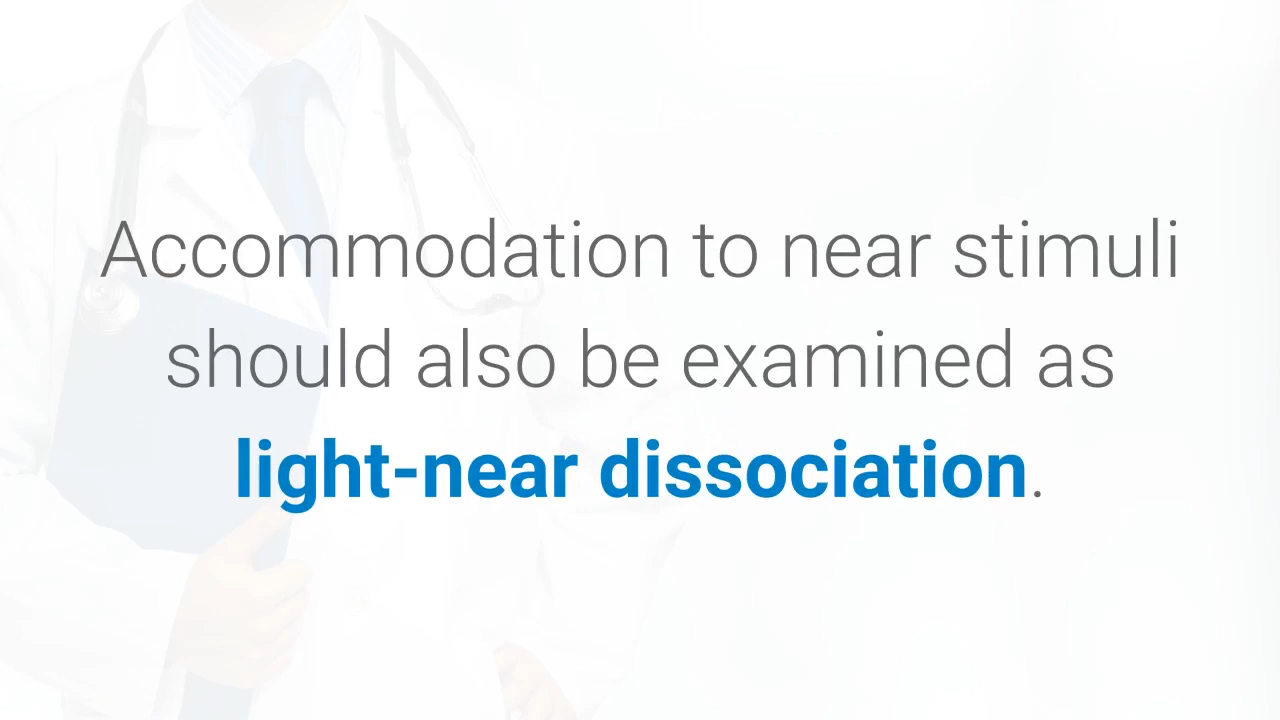 Accommodation to near stimuli
should also be examined as
light-near dissociation.